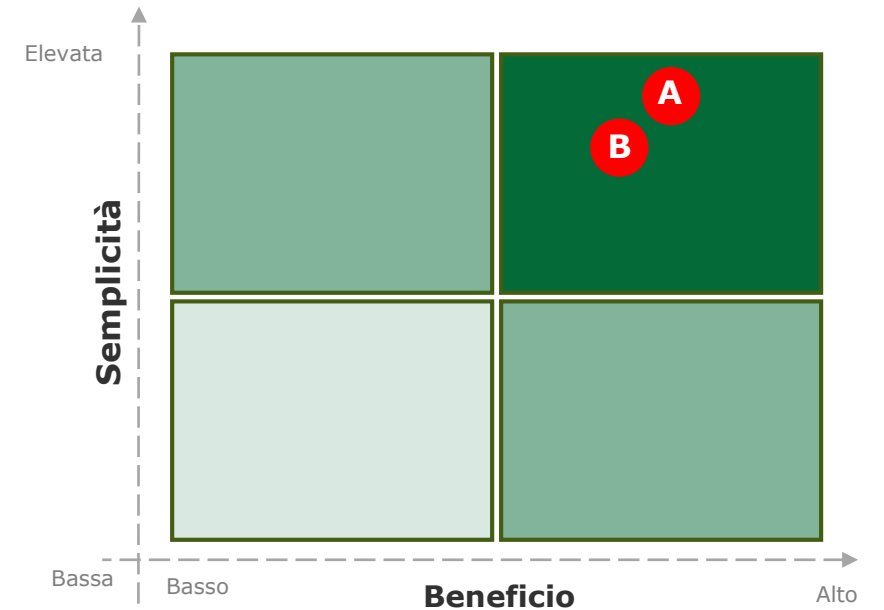 Elevata
A
B
Semplicità
Bassa
Basso
Beneficio
Alto